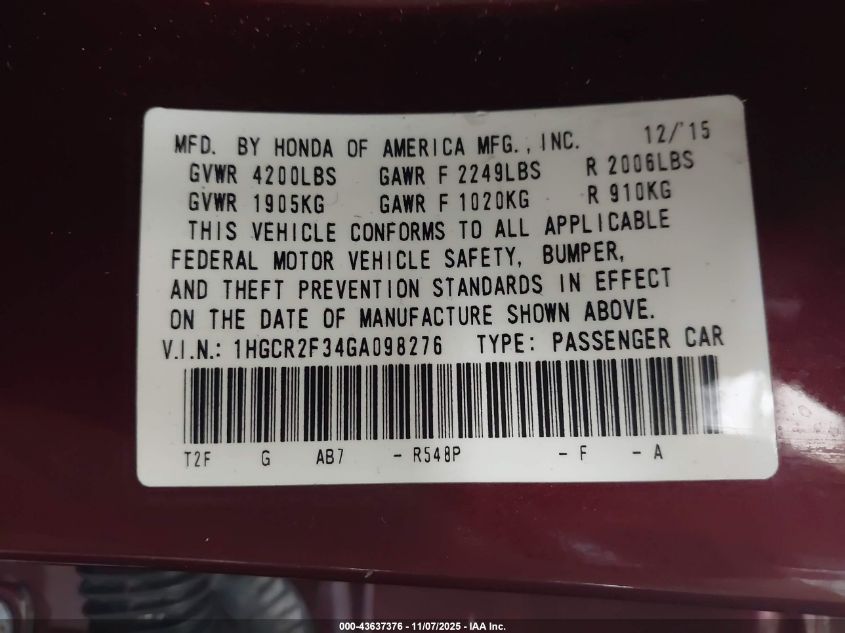 MFD. BY HONDA OF AMERICA MFG., INC. 12/'15
GVWR 4200LBS GAWR F 2249LBS R 2006LBS
GVWR 1905KG GAWR F 1020KG R 910KG
THIS VEHICLE CONFORMS TO ALL APPLICABLE
FEDERAL MOTOR VEHICLE SAFETY, BUMPER,
AND THEFT PREVENTION STANDARDS IN EFFECT
ON THE DATE OF MANUFACTURE SHOWN ABOVE.
V.I.N.: 1HGCR2F34GA098276 TYPE: PASSENGER CAR
T2F G AB7 - R548P - F - A
000-43637376 - 11/07/2025 - IAA Inc.